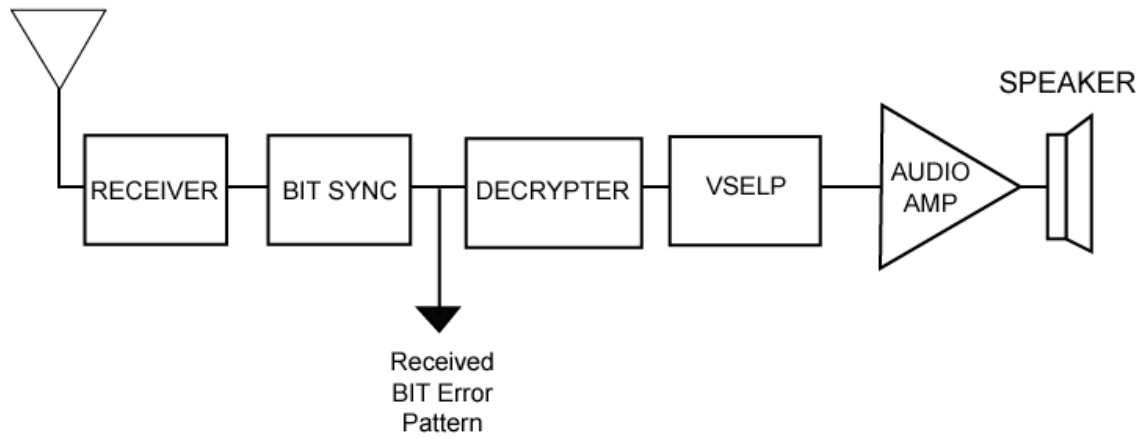 SPEAKER
RECEIVER
BIT SYNC
DECRYPTER
VSELP
AUDIO
AMP
Received
BIT Error
Pattern